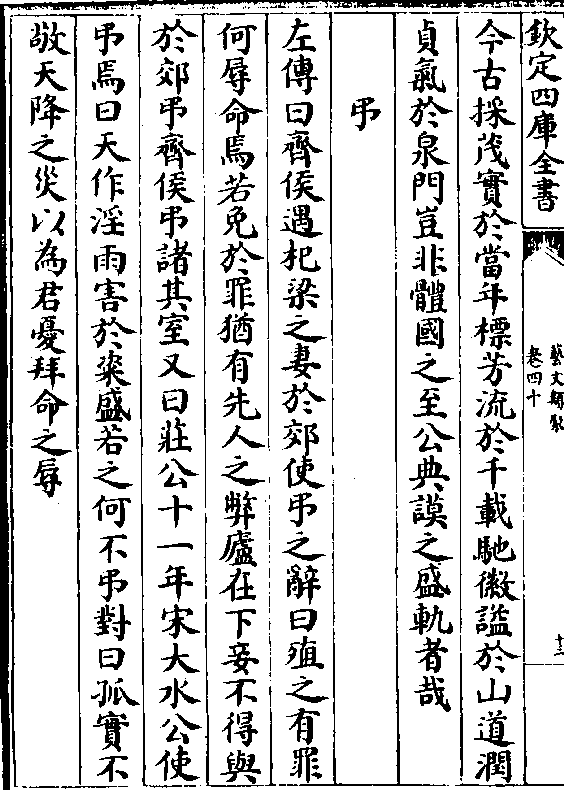 欽定四庫全書
藝文類聚
卷四十
十三
今古採茂實於當年標芳流於千載馳徽謚於山道潤
貞氣於泉門豈非體國之至公典謨之盛軌者哉
弔
左傳曰齊侯遇杞梁之妻於郊使弔之辭曰殖之有罪
何辱命焉若免於罪猶有先人之弊廬在下妾不得與
於郊弔齊侯弔諸其室又曰莊公十一年宋大水公使
弔焉曰天作淫雨害於粢盛若之何不弔對曰孤實不
敬天降之災以為君憂拜命之辱